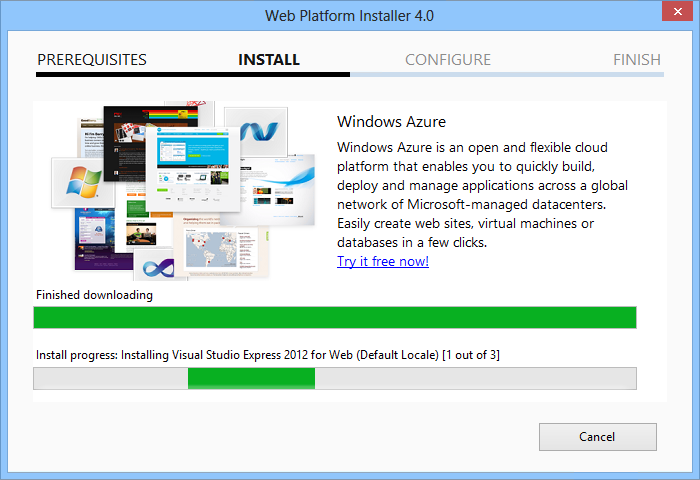 Web Platform Installer 4.0
PREREQUISITES
INSTALL
CONFIGURE
FINISH
Windows Azure
Windows Azure is an open and flexible cloud
platform that enables you to quickly build,
deploy and manage applications across a global
network of Microsoft-managed datacenters.
Easily create web sites, virtual machines or
databases in a few clicks.
Try it free now!
Finished downloading
Install progress: Installing Visual Studio Express 2012 for Web (Default Locale) [1 out of 3]
Cancel